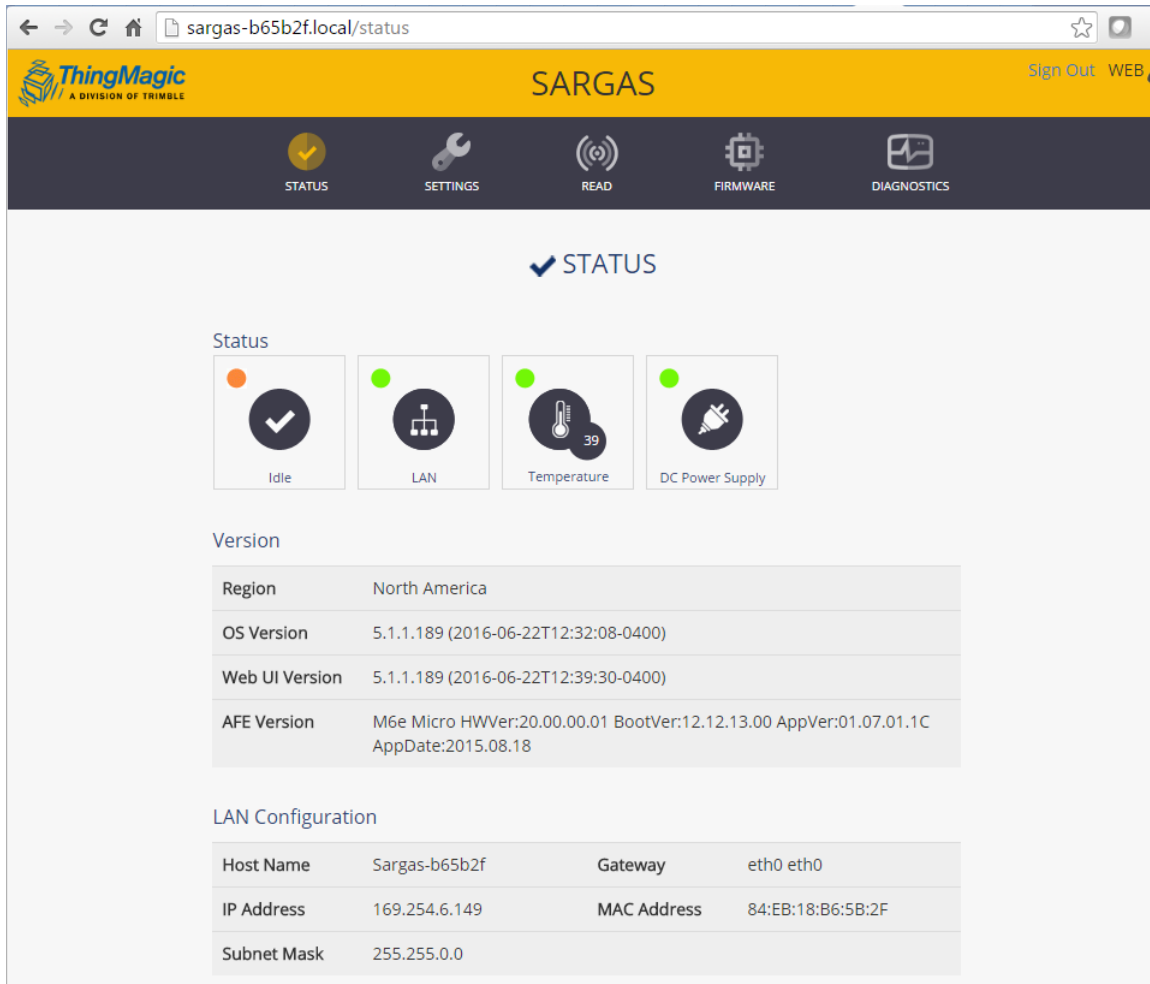 sargas-b65b2f.local/status
ThingMagic
A DIVISION OF TRIMBLE
SARGAS
Sign Out WEB
STATUS SETTINGS READ FIRMWARE DIAGNOSTICS
STATUS
Status
39
Idle LAN Temperature DC Power Supply
Version
Region North America
OS Version 5.1.1.189 (2016-06-22T12:32:08-0400)
Web UI Version 5.1.1.189 (2016-06-22T12:39:30-0400)
AFE Version M6e Micro HWVer:20.00.00.01 BootVer:12.12.13.00 AppVer:01.07.01.1C
AppDate:2015.08.18
LAN Configuration
Host Name Sargas-b65b2f Gateway eth0 eth0
IP Address 169.254.6.149 MAC Address 84:EB:18:B6:5B:2F
Subnet Mask 255.255.0.0